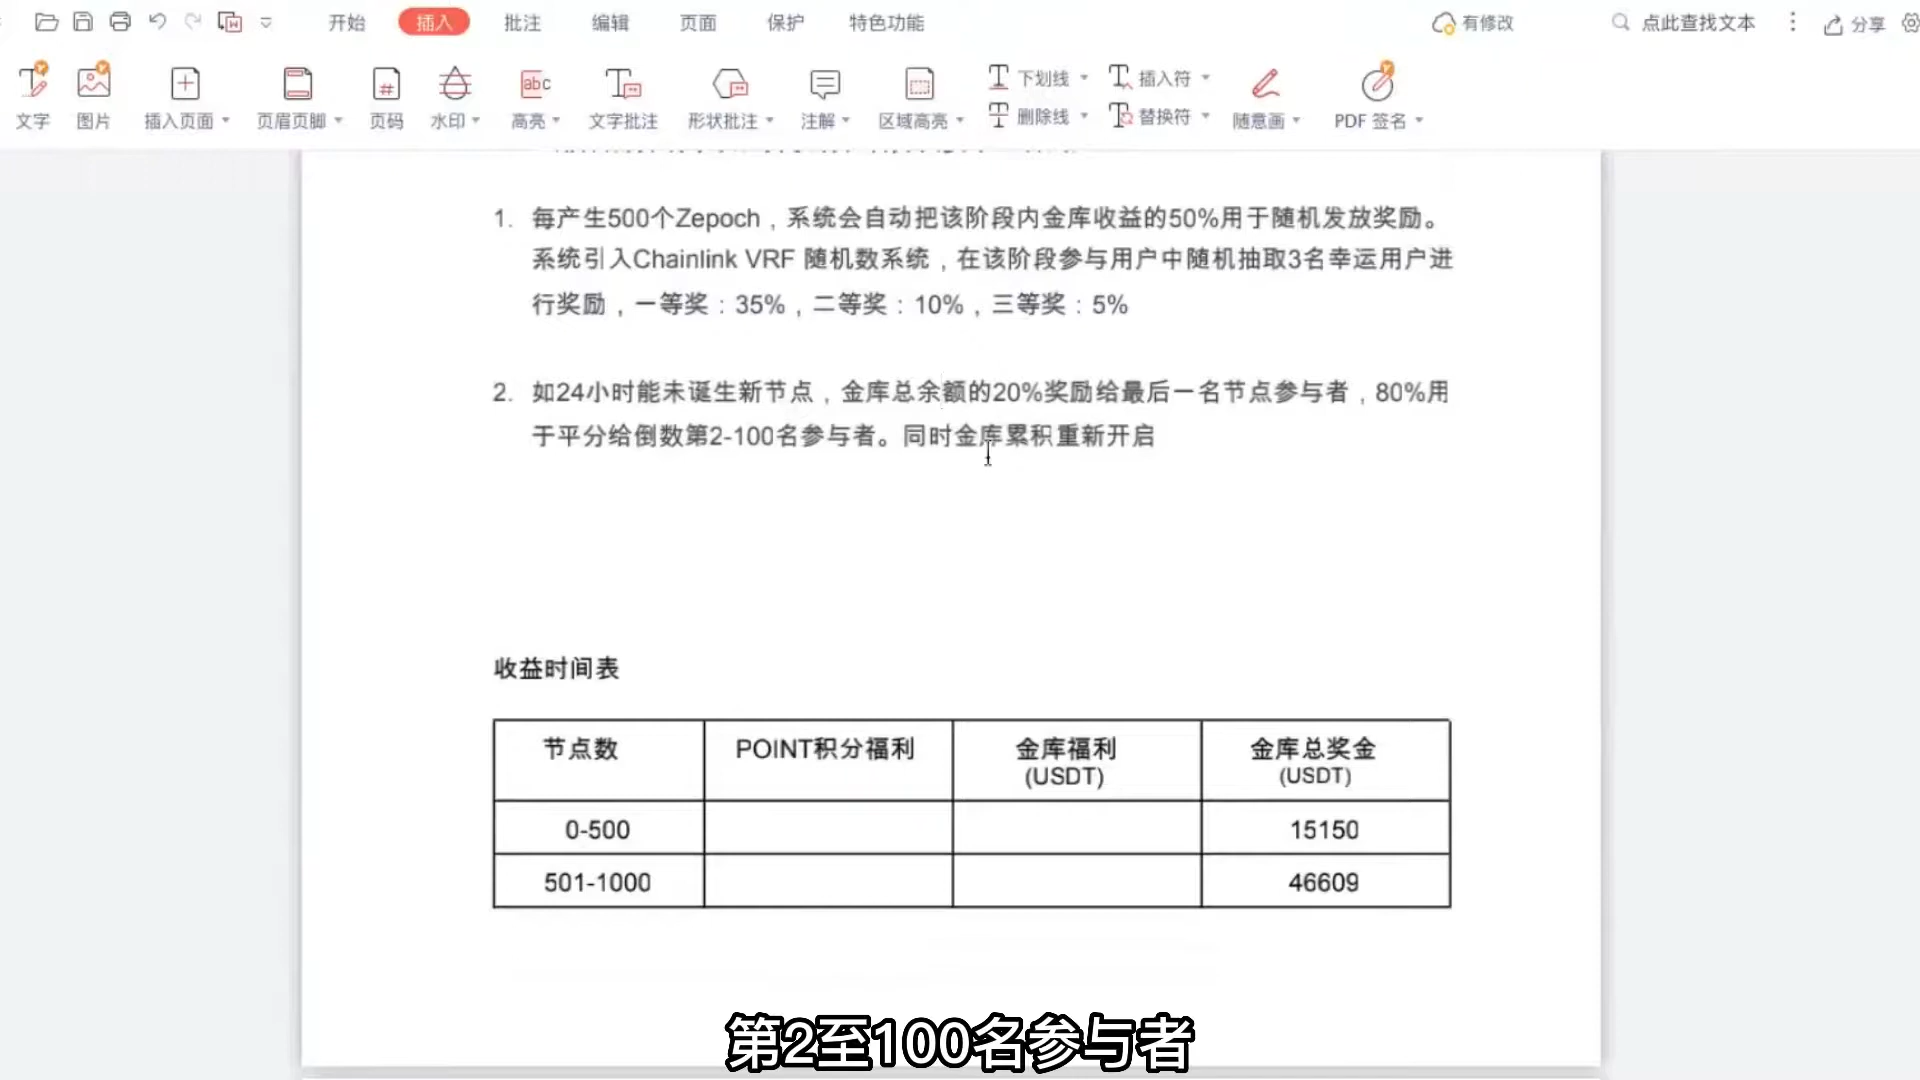 开始 插入 批注 编辑 页面 保护 特色功能 有修改 点此查找文本 分享
文字 图片 插入页面 页眉页脚 页码 水印 高亮 文字批注 形状批注 注解 区域高亮 下划线 删除线 插入符 替换符 随意画 PDF 签名
1. 每产生500个Zepoch，系统会自动把该阶段内金库收益的50%用于随机发放奖励。
系统引入Chainlink VRF 随机数系统，在该阶段参与用户中随机抽取3名幸运用户进
行奖励，一等奖：35%，二等奖：10%，三等奖：5%
2. 如24小时能未诞生新节点，金库总余额的20%奖励给最后一名节点参与者，80%用
于平分给倒数第2-100名参与者。同时金库累积重新开启
收益时间表
节点数 POINT积分福利 金库福利 金库总奖金
(USDT) (USDT)
0-500 15150
501-1000 46609
第2至100名参与者